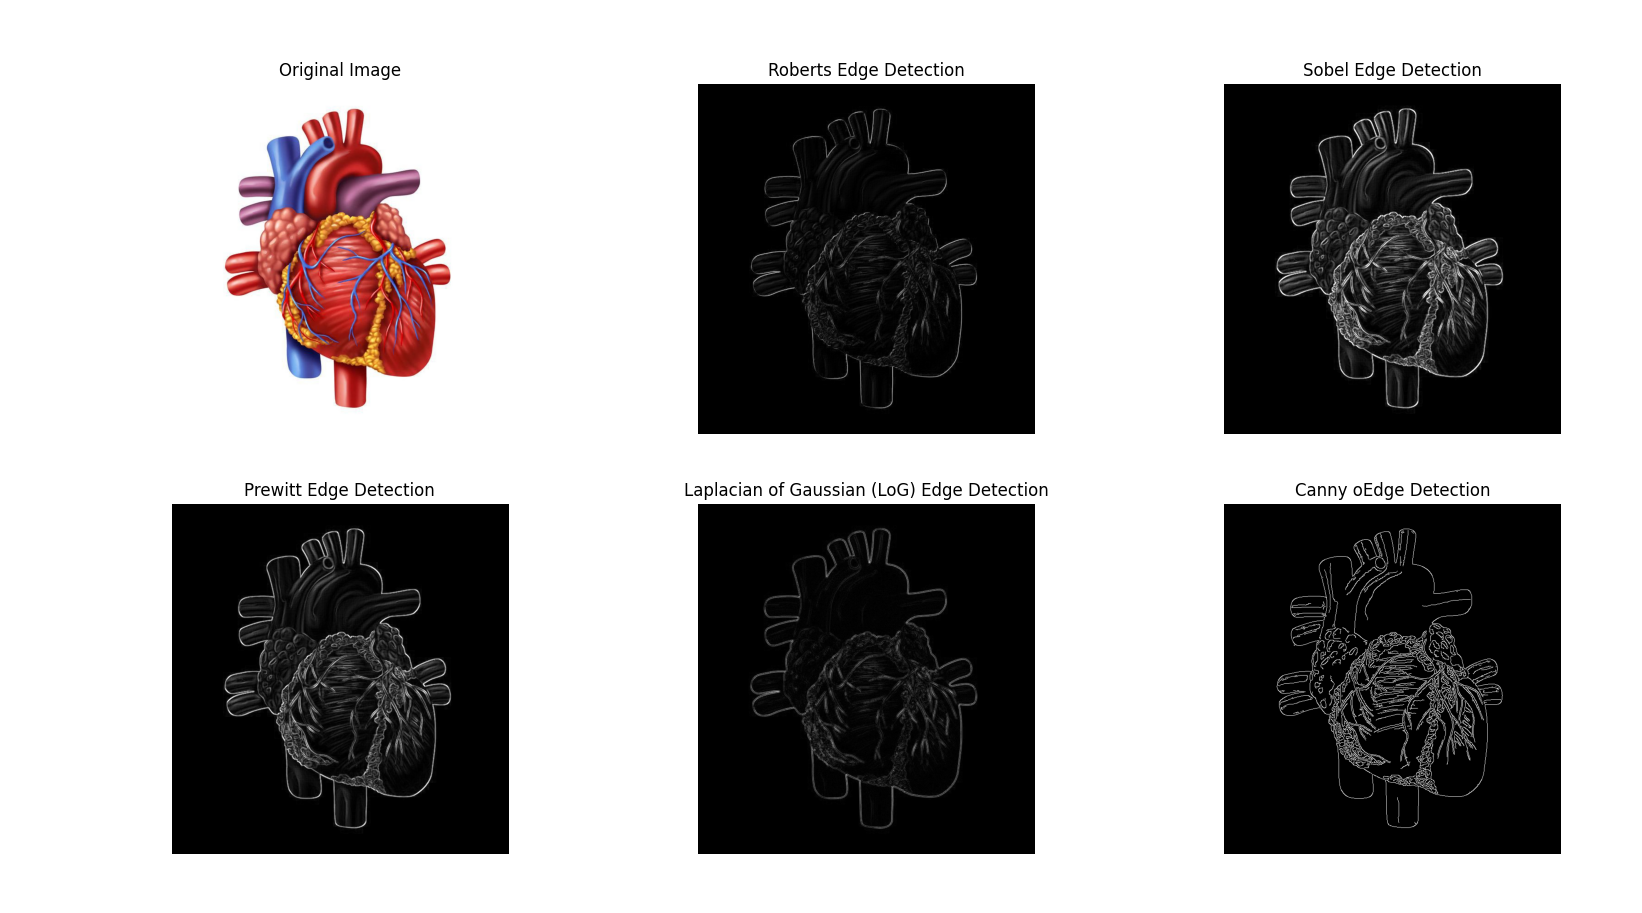 Original Image
Roberts Edge Detection
Sobel Edge Detection
Prewitt Edge Detection
Laplacian of Gaussian (LoG) Edge Detection
Canny oEdge Detection